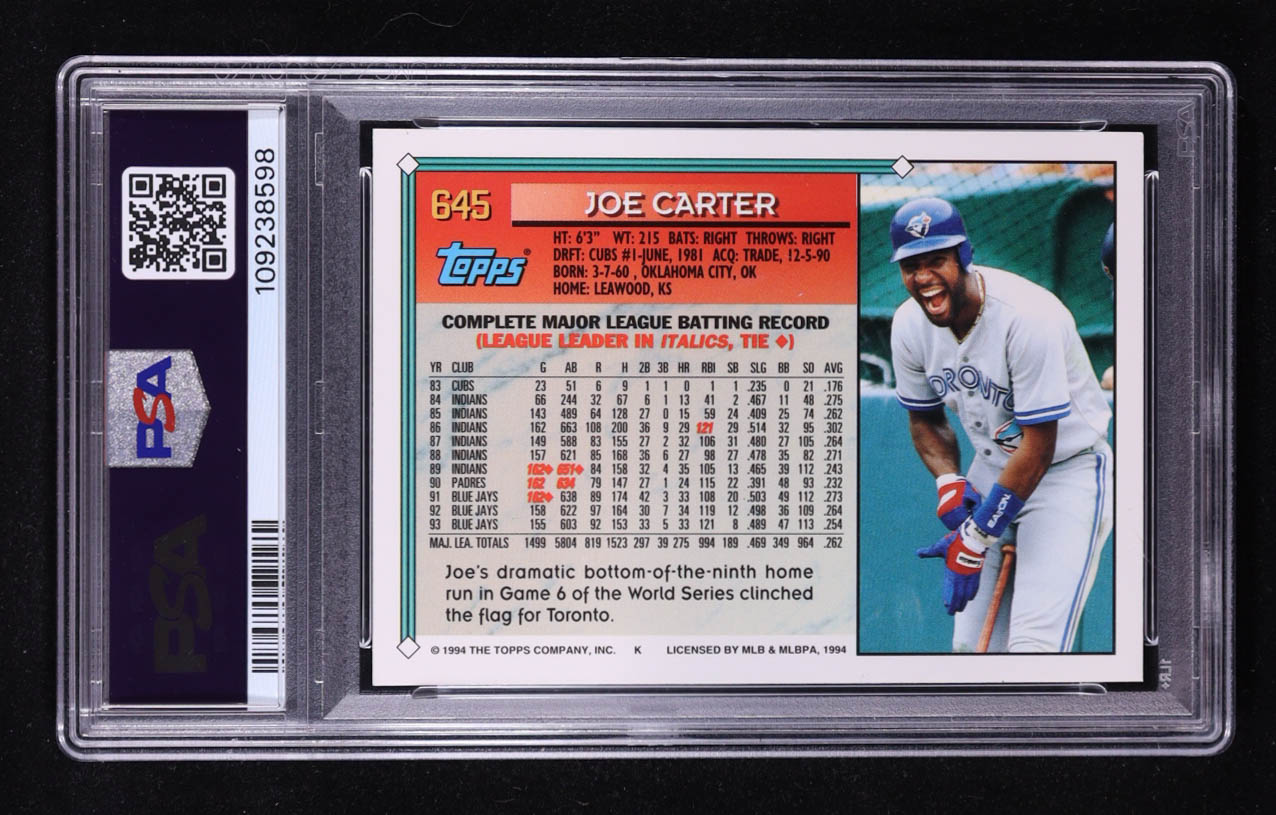 109238598
PSA
PSA
645
JOE CARTER
Topps®
HT: 6'3" WT: 215 BATS: RIGHT THROWS: RIGHT
DRFT: CUBS #1-JUNE, 1981 ACQ: TRADE, 12-5-90
BORN: 3-7-60 , OKLAHOMA CITY, OK
HOME: LEAWOOD, KS
COMPLETE MAJOR LEAGUE BATTING RECORD
(LEAGUE LEADER IN ITALICS, TIE ◆)
YR CLUB G AB R H 2B 3B HR RBI SB SLG BB SO AVG
83 CUBS 23 51 6 9 1 1 0 1 1 .235 0 21 .176
84 INDIANS 66 244 32 67 6 1 13 41 2 .467 11 48 .275
85 INDIANS 143 489 64 128 27 0 15 59 24 .409 25 74 .262
86 INDIANS 162 663 108 200 36 9 29 121 29 .514 32 95 .302
87 INDIANS 149 588 83 155 27 2 32 106 31 .480 27 105 .264
88 INDIANS 157 621 85 168 36 6 27 98 27 .478 35 82 .271
89 INDIANS 162◆ 651◆ 84 158 32 4 35 105 13 .465 39 112 .243
90 PADRES 162 634 79 147 27 1 24 115 22 .391 48 93 .232
91 BLUE JAYS 162◆ 638 89 174 42 3 33 108 20 .503 49 112 .273
92 BLUE JAYS 158 622 97 164 30 7 34 119 12 .498 36 109 .264
93 BLUE JAYS 155 603 92 153 33 5 33 121 8 .489 47 113 .254
MAJ. LEA. TOTALS 1499 5804 819 1523 297 39 275 994 189 .469 349 964 .262
Joe's dramatic bottom-of-the-ninth home
run in Game 6 of the World Series clinched
the flag for Toronto.
© 1994 THE TOPPS COMPANY, INC. K LICENSED BY MLB & MLBPA, 1994
TORONTO
EATON
PSA
1LR+